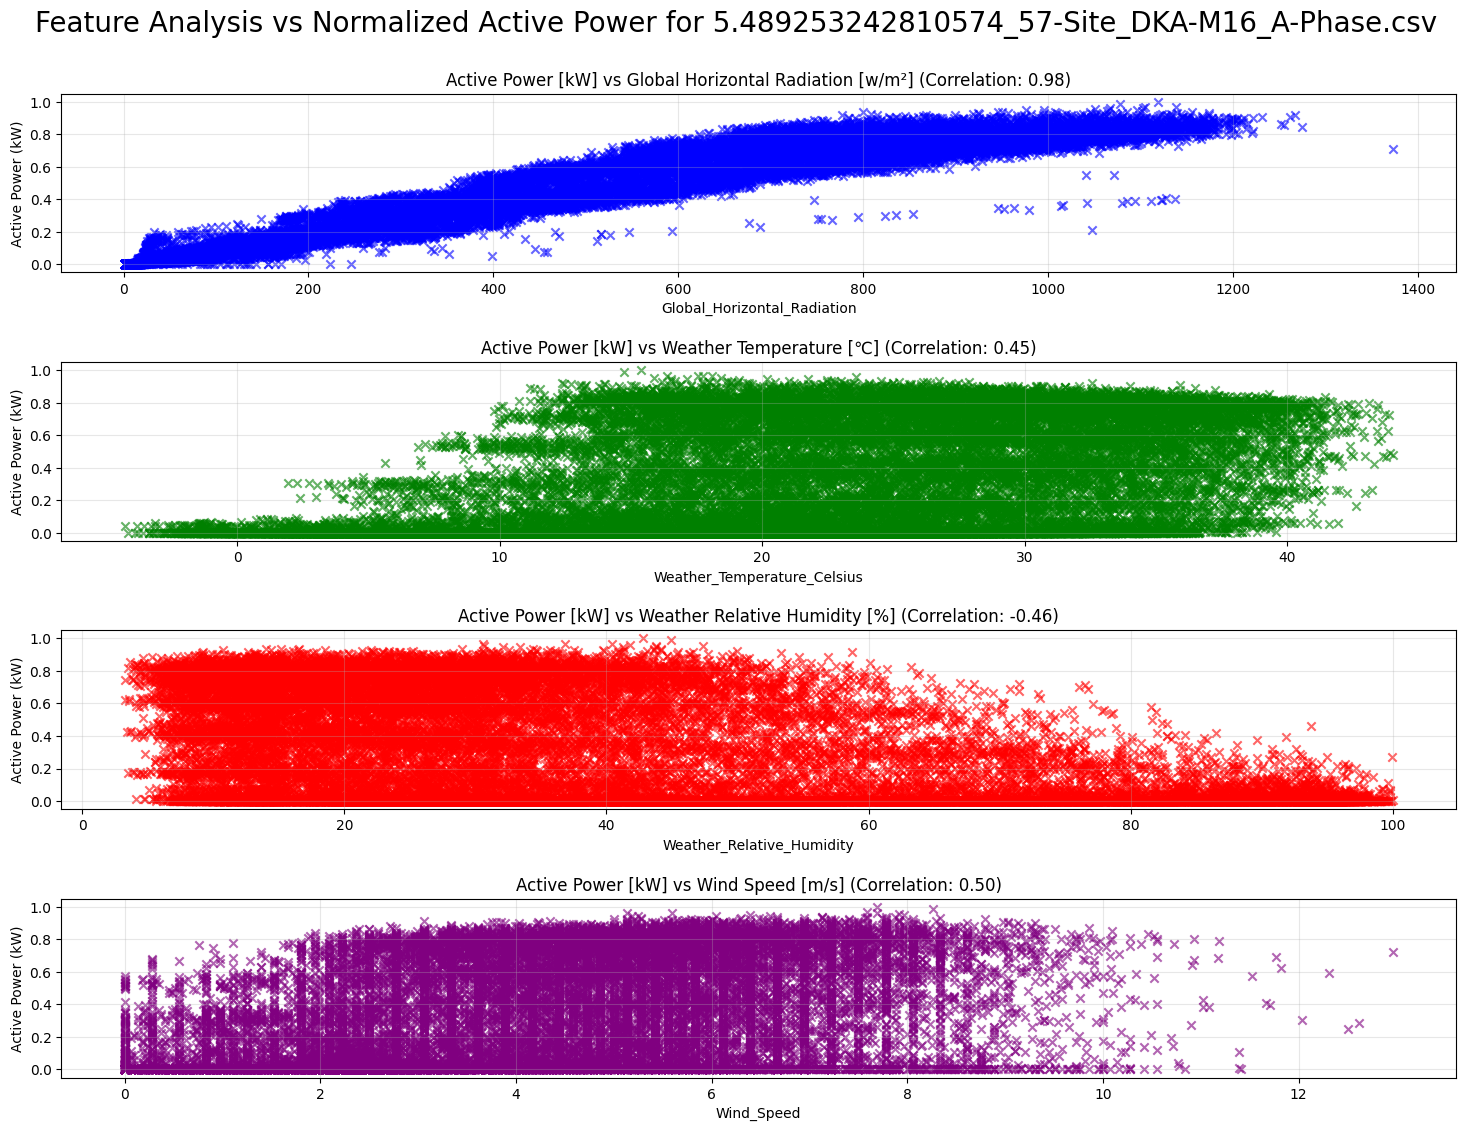 Feature Analysis vs Normalized Active Power for 5.489253242810574_57-Site_DKA-M16_A-Phase.csv
Active Power [kW] vs Global Horizontal Radiation [w/m²] (Correlation: 0.98)
Active Power (kW)
1.0
0.8
0.6
0.4
0.2
0.0
0 200 400 600 800 1000 1200 1400
Global_Horizontal_Radiation
Active Power [kW] vs Weather Temperature [℃] (Correlation: 0.45)
Active Power (kW)
1.0
0.8
0.6
0.4
0.2
0.0
0 10 20 30 40
Weather_Temperature_Celsius
Active Power [kW] vs Weather Relative Humidity [%] (Correlation: -0.46)
Active Power (kW)
1.0
0.8
0.6
0.4
0.2
0.0
0 20 40 60 80 100
Weather_Relative_Humidity
Active Power [kW] vs Wind Speed [m/s] (Correlation: 0.50)
Active Power (kW)
1.0
0.8
0.6
0.4
0.2
0.0
0 2 4 6 8 10 12
Wind_Speed